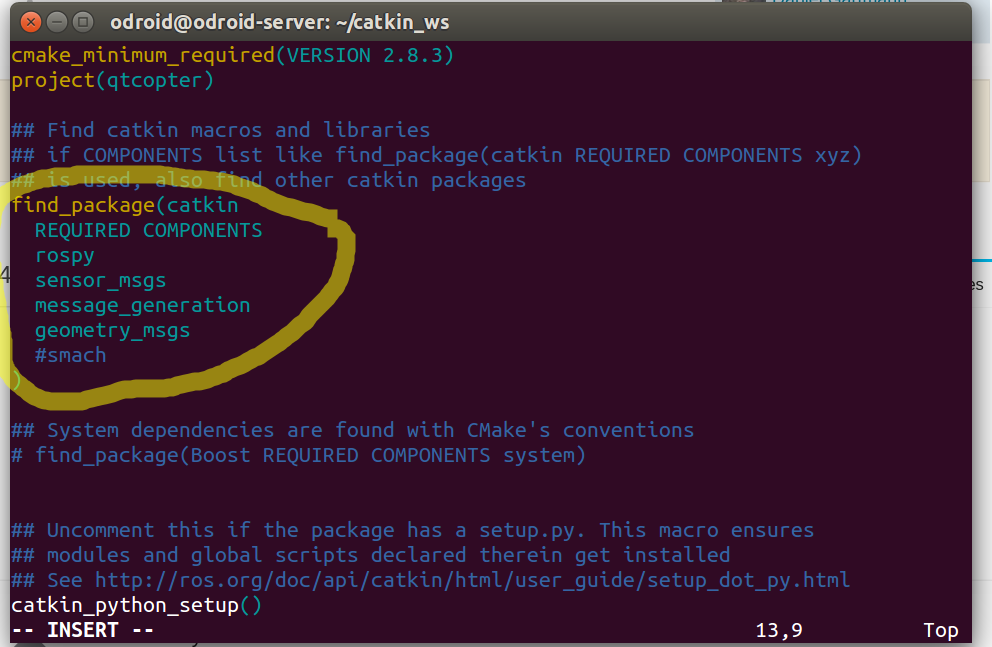 odroid@odroid-server: ~/catkin_ws
cmake_minimum_required(VERSION 2.8.3)
project(qtcopter)
## Find catkin macros and libraries
## if COMPONENTS list like find_package(catkin REQUIRED COMPONENTS xyz)
## is used, also find other catkin packages
find_package(catkin
REQUIRED COMPONENTS
rospy
sensor_msgs
message_generation
geometry_msgs
#smach
)
## System dependencies are found with CMake's conventions
# find_package(Boost REQUIRED COMPONENTS system)
## Uncomment this if the package has a setup.py. This macro ensures
## modules and global scripts declared therein get installed
## See http://ros.org/doc/api/catkin/html/user_guide/setup_dot_py.html
catkin_python_setup()
-- INSERT -- 13,9 Top